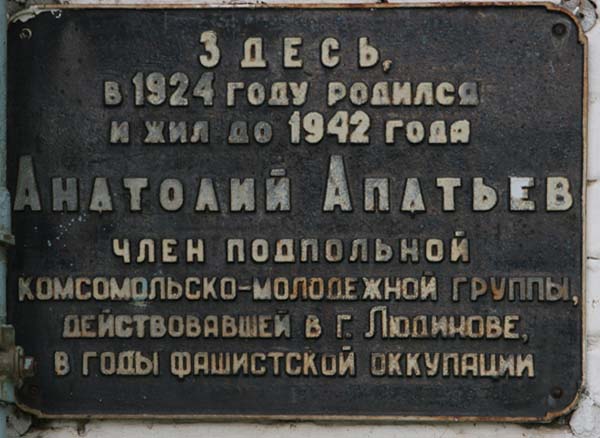 Здесь,
в 1924 году родился
и жил до 1942 года
Анатолий Апатьев
член подпольной
комсомольско-молодежной группы,
действовавшей в г. Людинове,
в годы фашистской оккупации